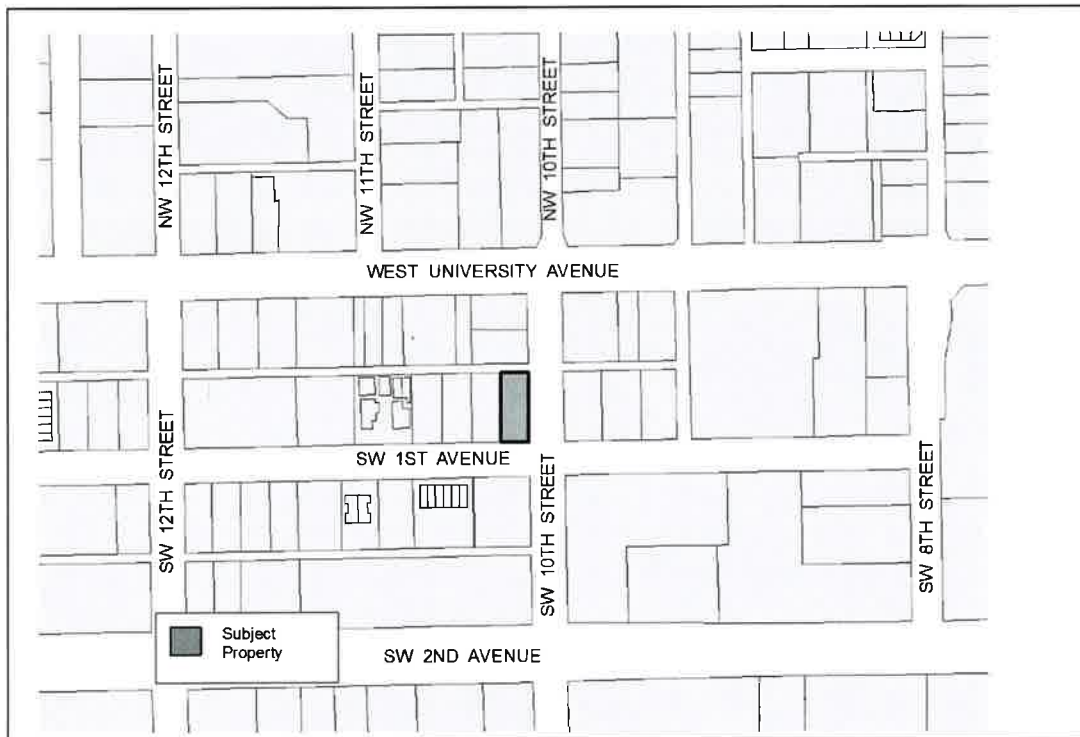 NW 12TH STREET
NW 11TH STREET
NW 10TH STREET
WEST UNIVERSITY AVENUE
SW 1ST AVENUE
SW 12TH STREET
SW 10TH STREET
SW 8TH STREET
Subject
Property
SW 2ND AVENUE